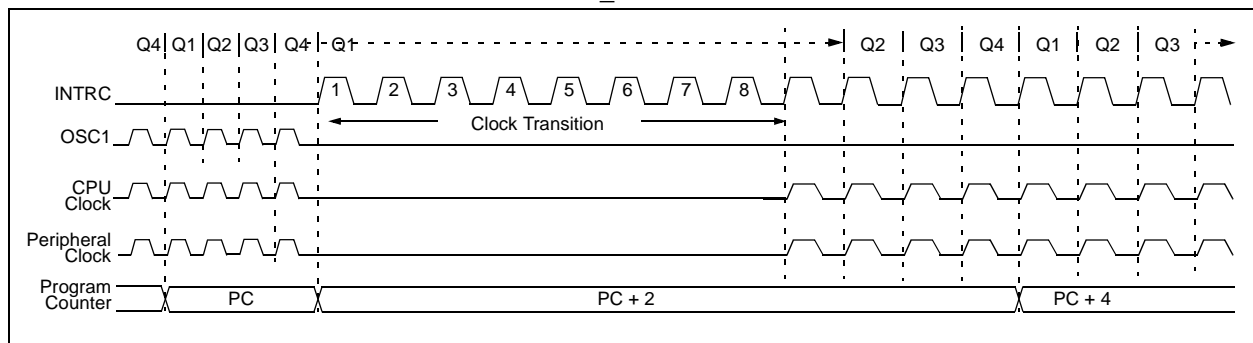 Q4 Q1 Q2 Q3 Q4 Q1 Q2 Q3 Q4 Q1 Q2 Q3
INTRC 1 2 3 4 5 6 7 8
Clock Transition
OSC1
CPU
Clock
Peripheral
Clock
Program
Counter PC PC + 2 PC + 4